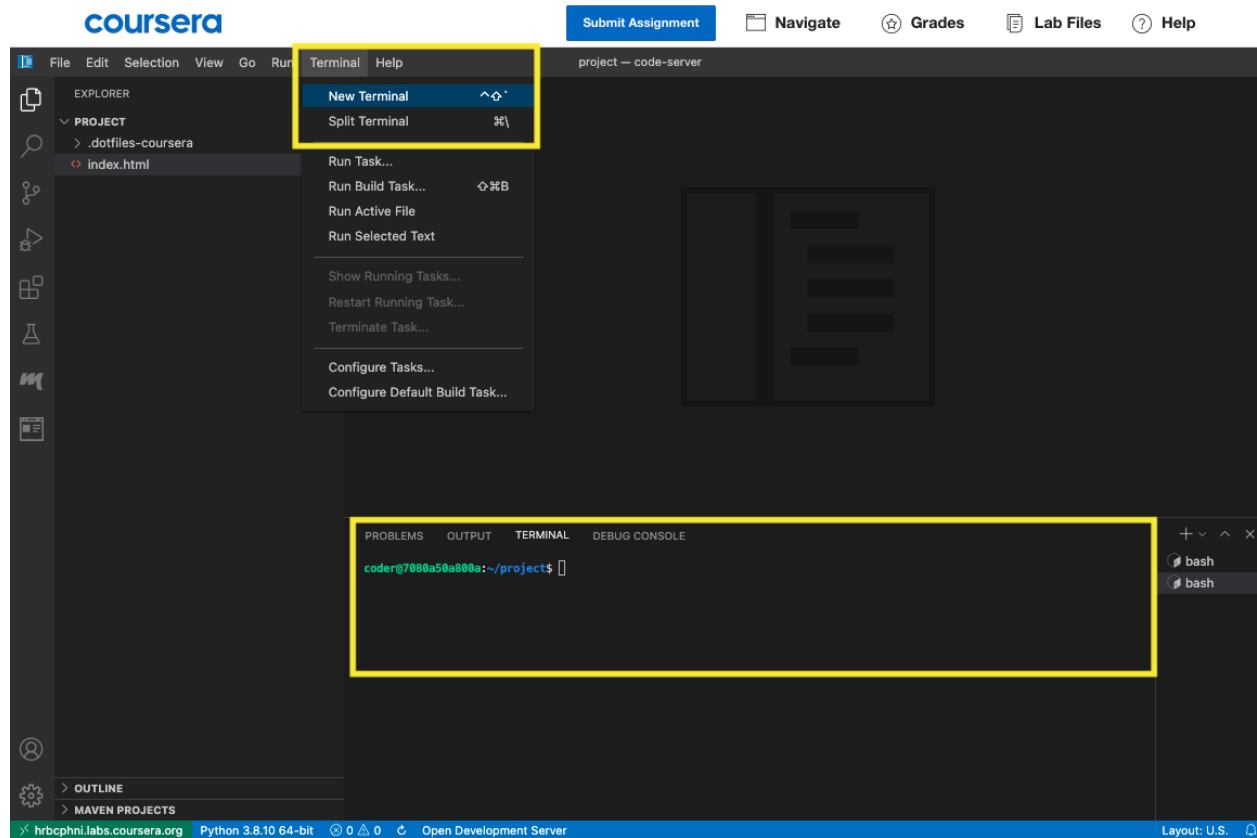 coursera
Submit Assignment
Navigate
Grades
Lab Files
Help
File Edit Selection View Go Run Terminal Help
project — code-server
EXPLORER
PROJECT
.dotfiles-coursera
index.html
New Terminal ^⇧`
Split Terminal ⌘\
Run Task...
Run Build Task... ⇧⌘B
Run Active File
Run Selected Text
Show Running Tasks...
Restart Running Task...
Terminate Task...
Configure Tasks...
Configure Default Build Task...
PROBLEMS OUTPUT TERMINAL DEBUG CONSOLE
coder@7080a50a800a:~/project$
bash
bash
OUTLINE
MAVEN PROJECTS
hrbcphni.labs.coursera.org Python 3.8.10 64-bit 0 0 Open Development Server Layout: U.S.